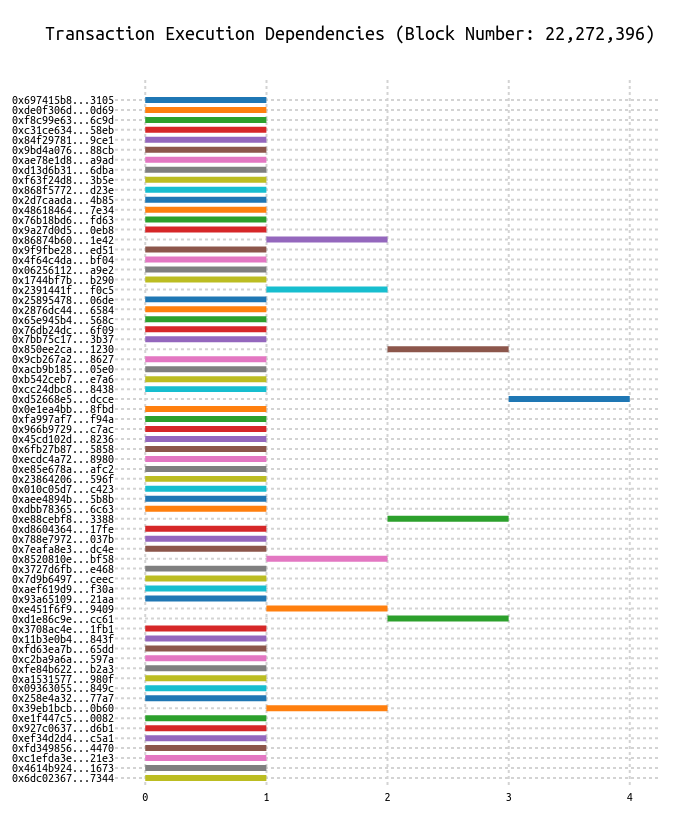 Transaction Execution Dependencies (Block Number: 22,272,396)
0x697415b8...3105
0xde0f306d...0d69
0xf8c99e63...6c9d
0xc31ce634...58eb
0x84f29781...9ce1
0x9bd4a076...88cb
0xae78e1d8...a9ad
0xd13d6b31...6dba
0xf63f24d8...3b5e
0x868f5772...d23e
0x2d7caada...4b85
0x48618464...7e34
0x76b18bd6...fd63
0x9a27d0d5...0eb8
0x86874b60...1e42
0x9f9fbe28...ed51
0x4f64c4da...bf04
0x06256112...a9e2
0x1744bf7b...b290
0x2391441f...f0c5
0x25895478...06de
0x2876dc44...6584
0x65e945b4...568c
0x76db24dc...6f09
0x7bb75c17...3b37
0x850ee2ca...1230
0x9cb267a2...8627
0xacb9b185...05e0
0xb542ceb7...e7a6
0xcc24dbc8...8438
0xd52668e5...dcce
0x0e1ea4bb...8fbd
0xfa997af7...f94a
0x966b9729...c7ac
0x45cd102d...8236
0x6fb27b87...5858
0xecdc4a72...8980
0xe85e678a...afc2
0x23864206...596f
0x010c05d7...c423
0xaee4894b...5b8b
0xdbb78365...6c63
0xe88cebf8...3388
0xd8604364...17fe
0x788e7972...037b
0x7eafa8e3...dc4e
0x8520810e...bf58
0x3727d6fb...e468
0x7d9b6497...ceec
0xaef619d9...f30a
0x93a65109...21aa
0xe451f6f9...9409
0xd1e86c9e...cc61
0x3708ac4e...1fb1
0x11b3e0b4...843f
0xfd63ea7b...65dd
0xc2ba9a6a...597a
0xfe84b622...b2a3
0xa1531577...980f
0x09363055...849c
0x258e4a32...77a7
0x39eb1bcb...0b60
0xe1f447c5...0082
0x927c0637...d6b1
0xef34d2d4...c5a1
0xfd349856...4470
0xc1efda3e...21e3
0x4614b924...1673
0x6dc02367...7344
0 1 2 3 4